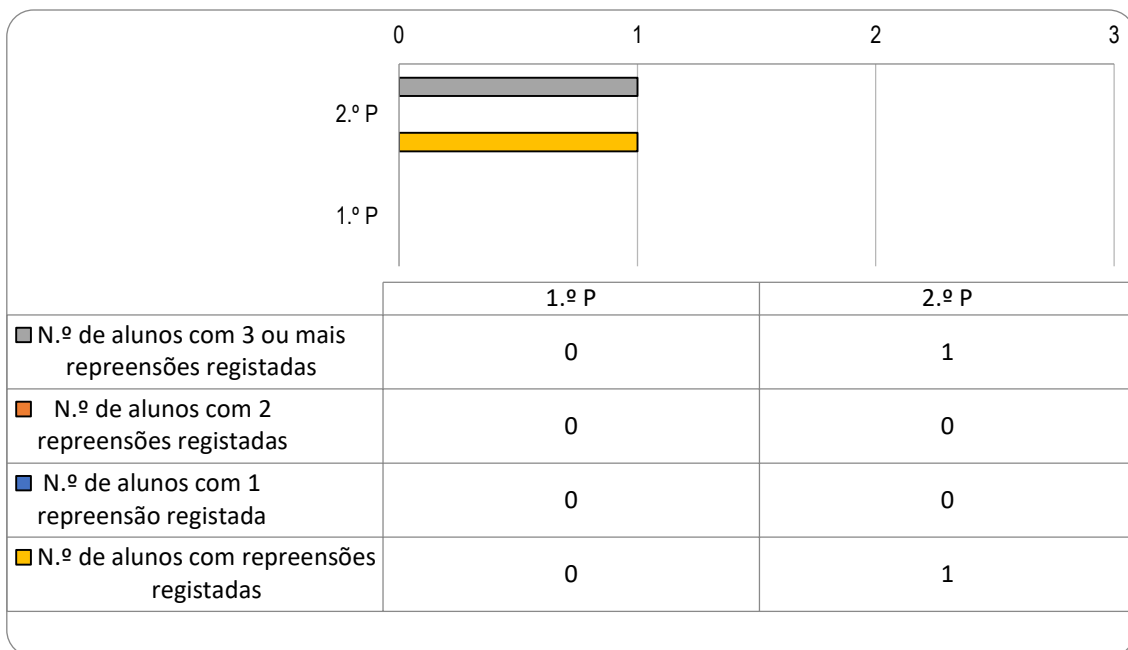 0 1 2 3
2.º P
1.º P
1.º P 2.º P
N.º de alunos com 3 ou mais
repreensões registadas
0 1
N.º de alunos com 2
repreensões registadas
0 0
N.º de alunos com 1
repreensão registada
0 0
N.º de alunos com repreensões
registadas
0 1